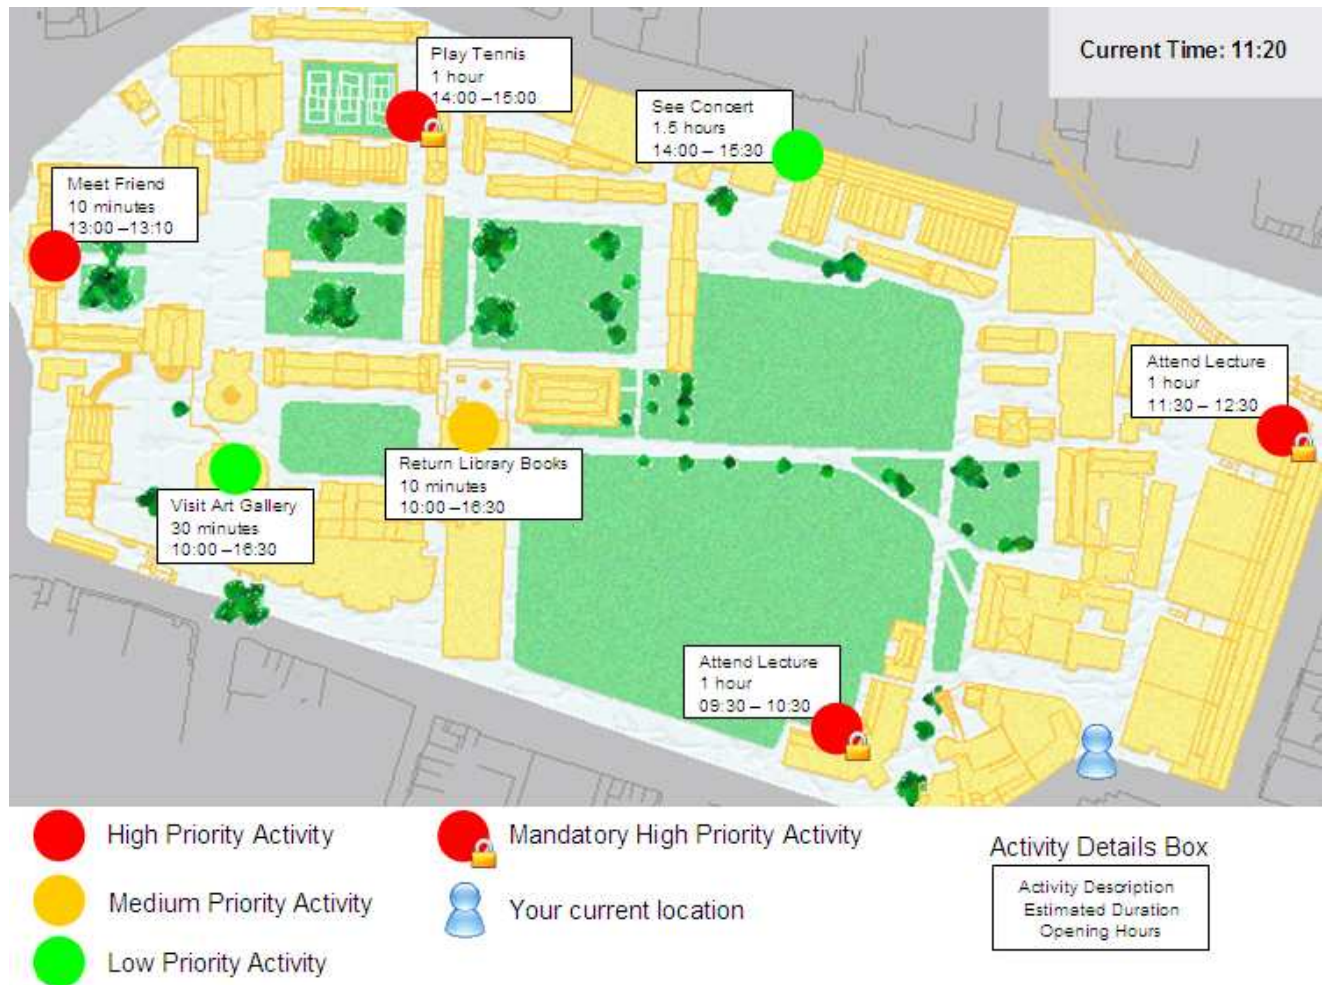 Current Time: 11:20
Play Tennis
1 hour
14:00 –15:00
See Concert
1.5 hours
14:00 – 15:30
Meet Friend
10 minutes
13:00 –13:10
Attend Lecture
1 hour
11:30 – 12:30
Return Library Books
10 minutes
10:00 –16:30
Visit Art Gallery
30 minutes
10:00 –16:30
Attend Lecture
1 hour
09:30 – 10:30
High Priority Activity
Mandatory High Priority Activity
Activity Details Box
Medium Priority Activity
Your current location
Activity Description
Estimated Duration
Opening Hours
Low Priority Activity